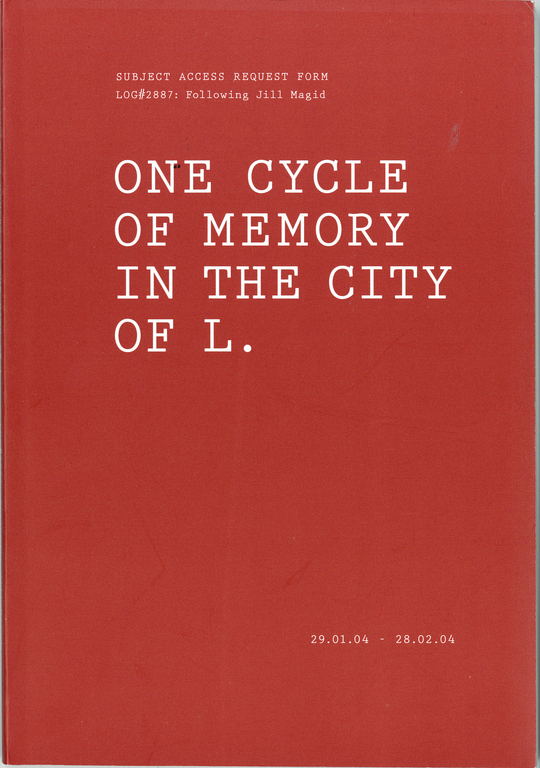 SUBJECT ACCESS REQUEST FORM
LOG#2887: Following Jill Magid
ONE CYCLE
OF MEMORY
IN THE CITY
OF L.
29.01.04 - 28.02.04